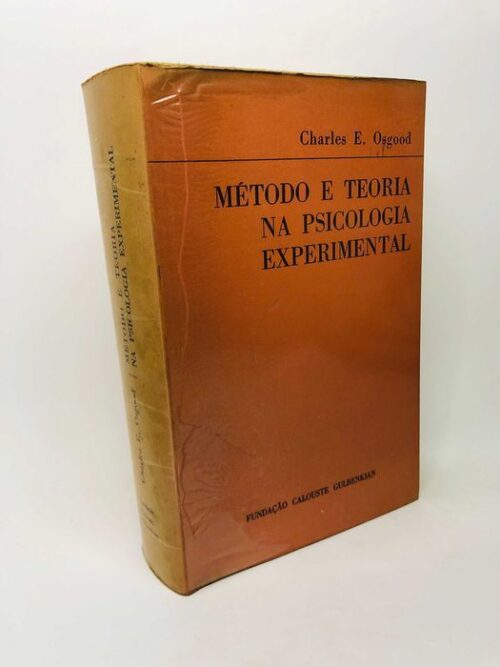 Charles E. Osgood
MÉTODO E TEORIA
NA PSICOLOGIA
EXPERIMENTAL
FUNDAÇÃO CALOUSTE GULBENKIAN
MÉTODO E TEORIA
NA PSICOLOGIA EXPERIMENTAL
Charles E. Osgood